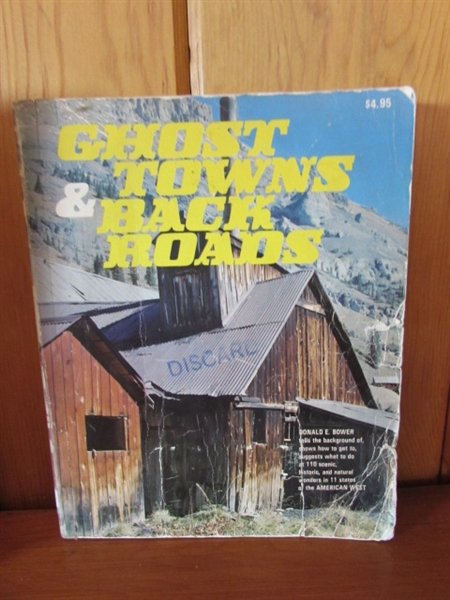 $4.95
GHOST
TOWNS
& BACK
ROADS
DISCARD
DONALD E. BOWER
tells the background of,
shows how to get to,
suggests what to do
at 110 scenic,
historic, and natural
wonders in 11 states
of the AMERICAN WEST